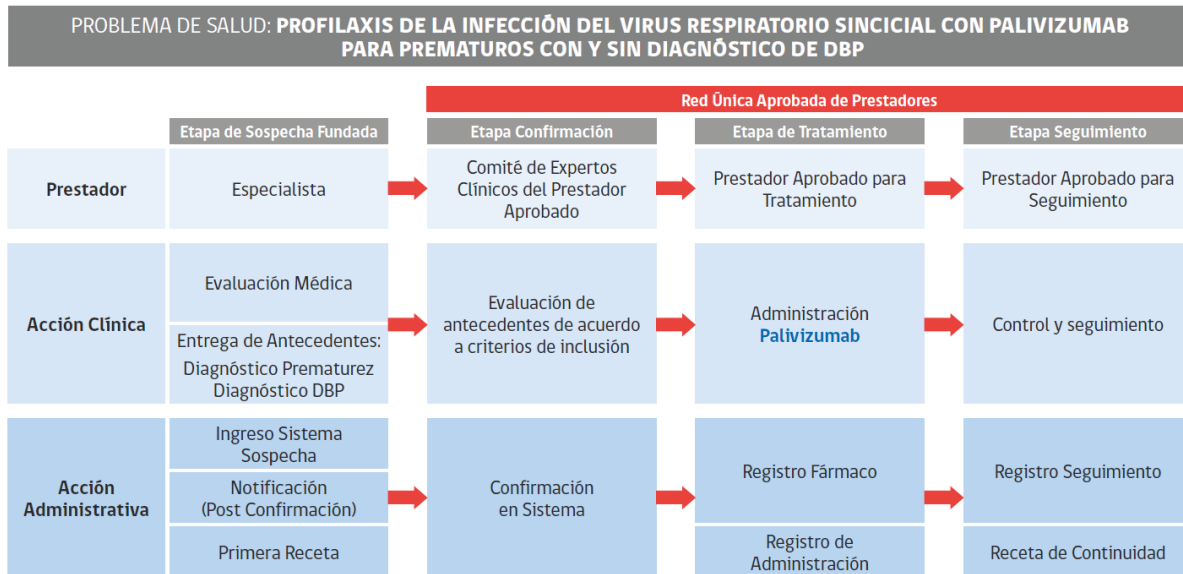 PROBLEMA DE SALUD: PROFILAXIS DE LA INFECCIÓN DEL VIRUS RESPIRATORIO SINCICIAL CON PALIVIZUMAB
PARA PREMATUROS CON Y SIN DIAGNÓSTICO DE DBP
Red Única Aprobada de Prestadores
Etapa de Sospecha Fundada
Etapa Confirmación
Etapa de Tratamiento
Etapa Seguimiento
Prestador
Especialista
Comité de Expertos
Clínicos del Prestador
Aprobado
Prestador Aprobado para
Tratamiento
Prestador Aprobado para
Seguimiento
Acción Clínica
Evaluación Médica
Entrega de Antecedentes:
Diagnóstico Prematurez
Diagnóstico DBP
Evaluación de
antecedentes de acuerdo
a criterios de inclusión
Administración
Palivizumab
Control y seguimiento
Acción
Administrativa
Ingreso Sistema
Sospecha
Notificación
(Post Confirmación)
Primera Receta
Confirmación
en Sistema
Registro Fármaco
Registro de
Administración
Registro Seguimiento
Receta de Continuidad